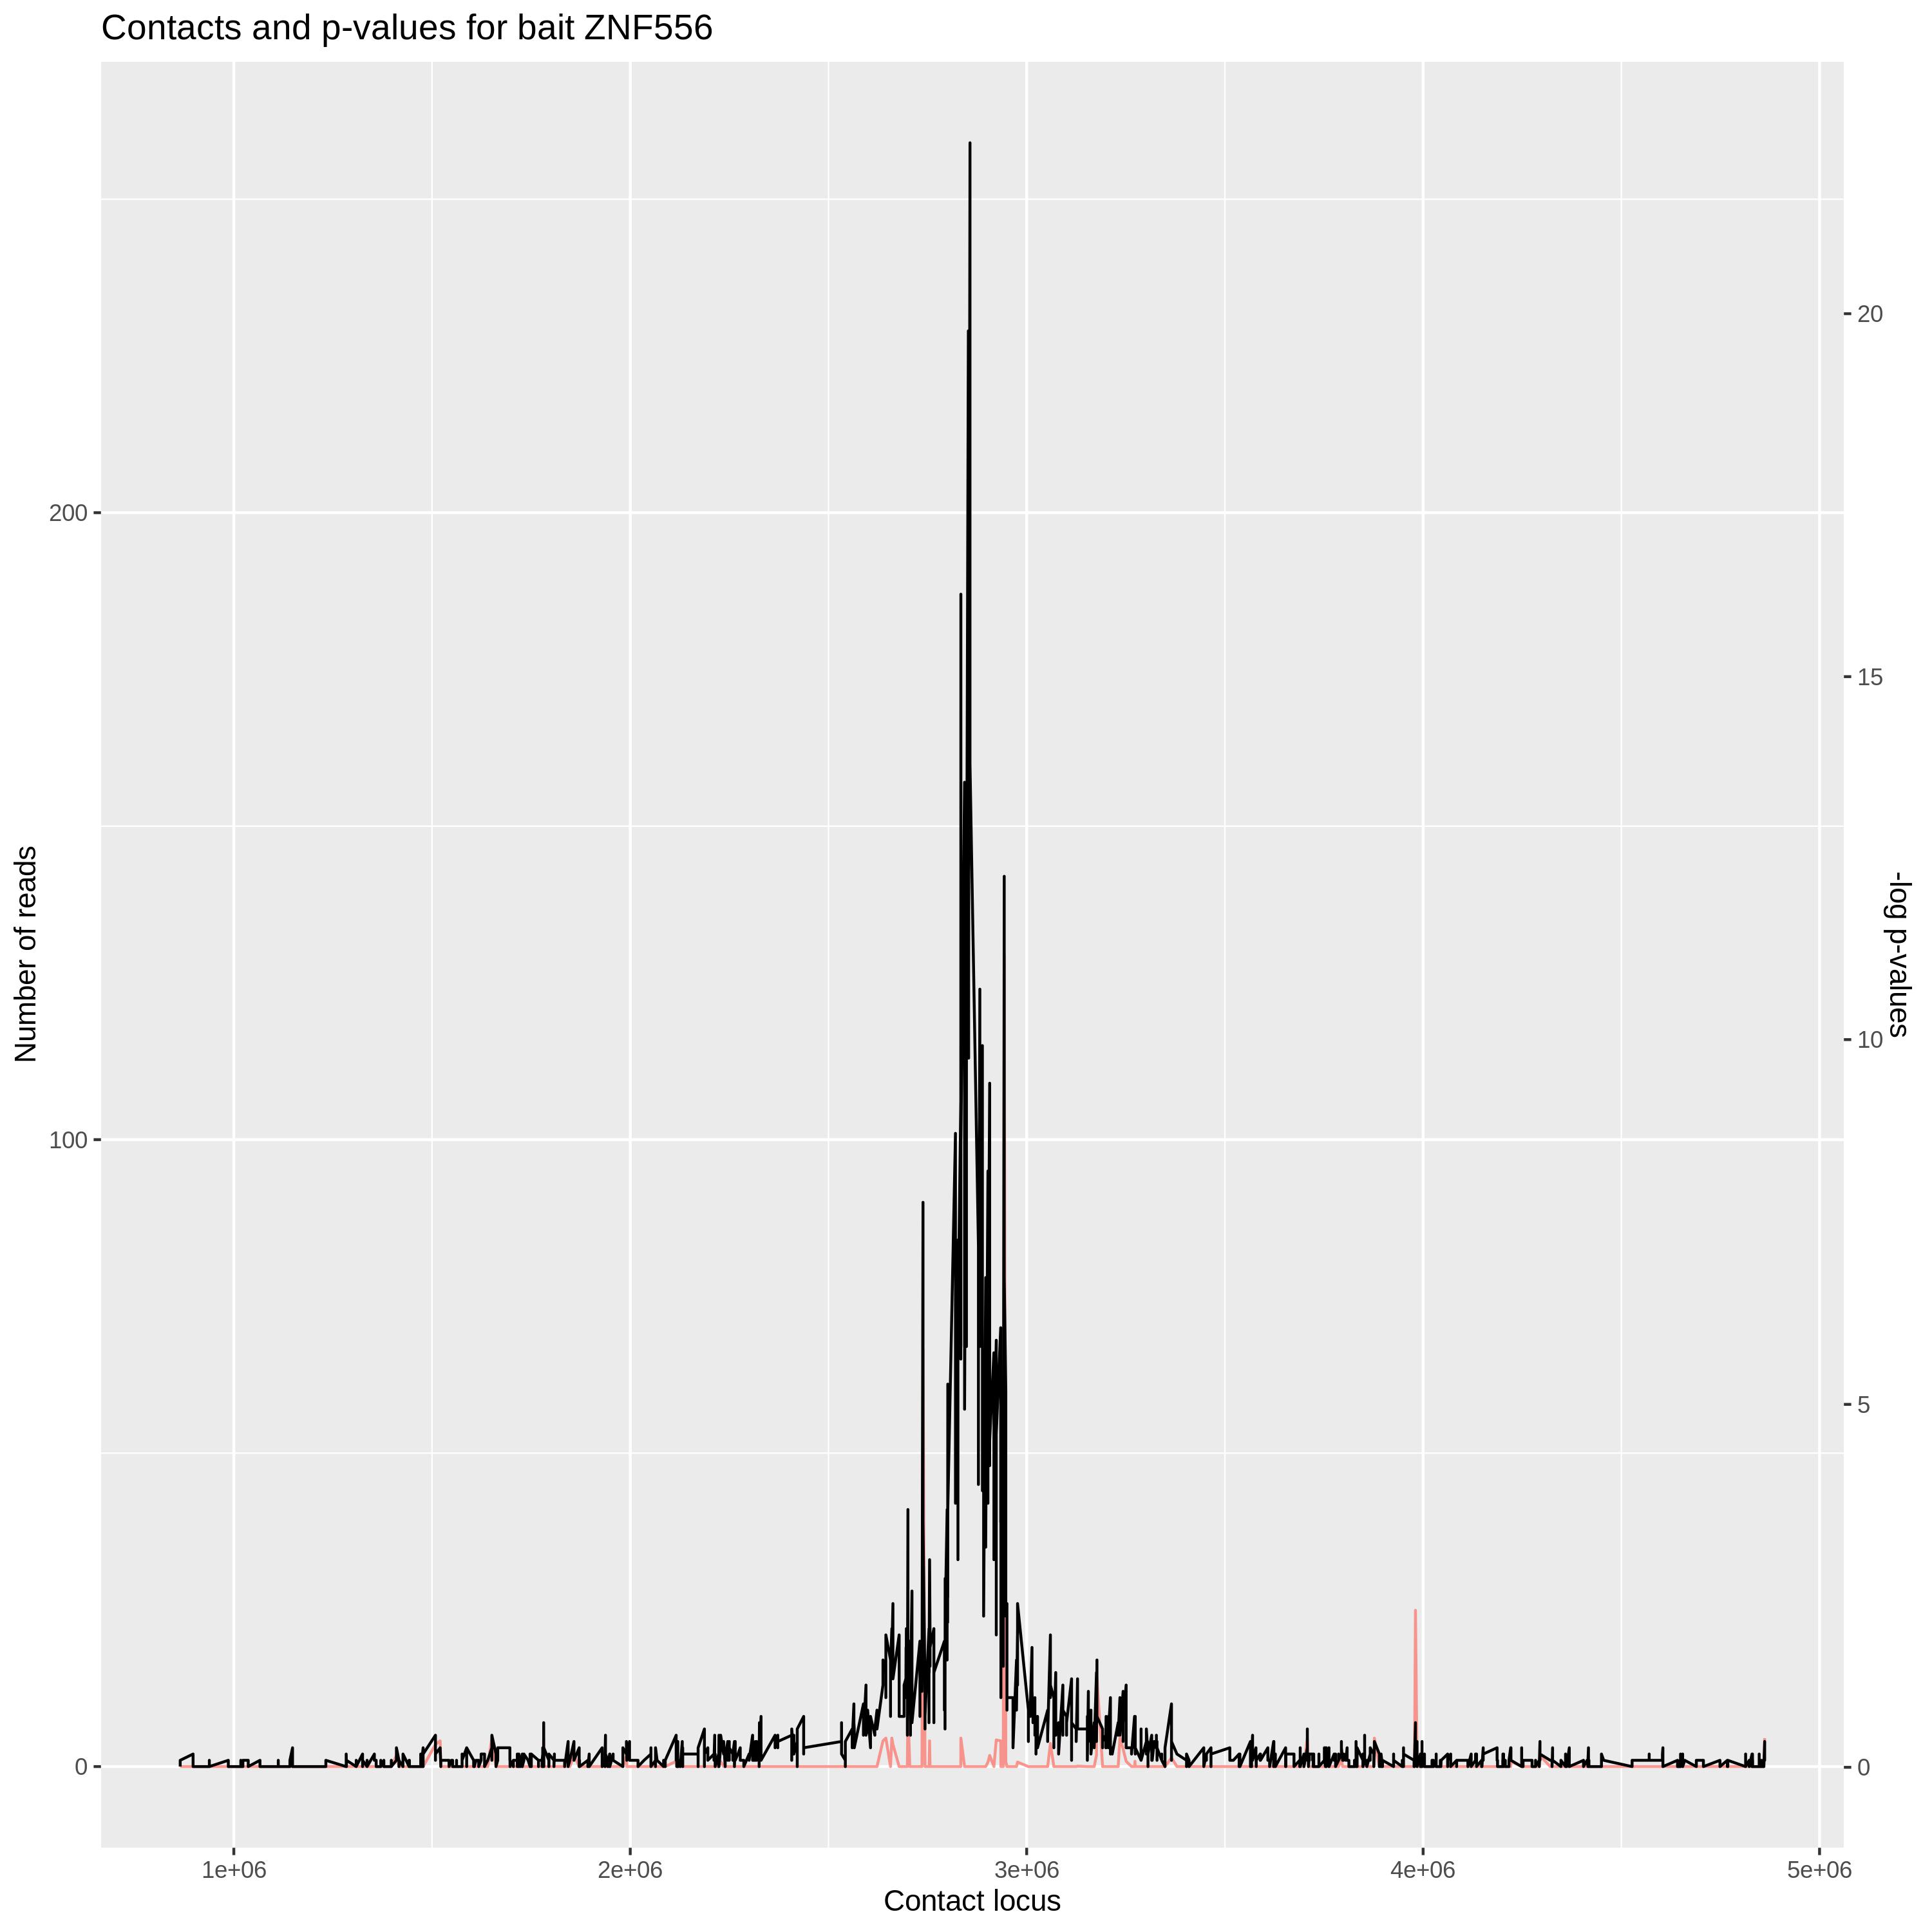 Contacts and p-values for bait ZNF556
200
100
0
Number of reads
20
15
10
5
0
-log p-values
1e+06 2e+06 3e+06 4e+06 5e+06
Contact locus